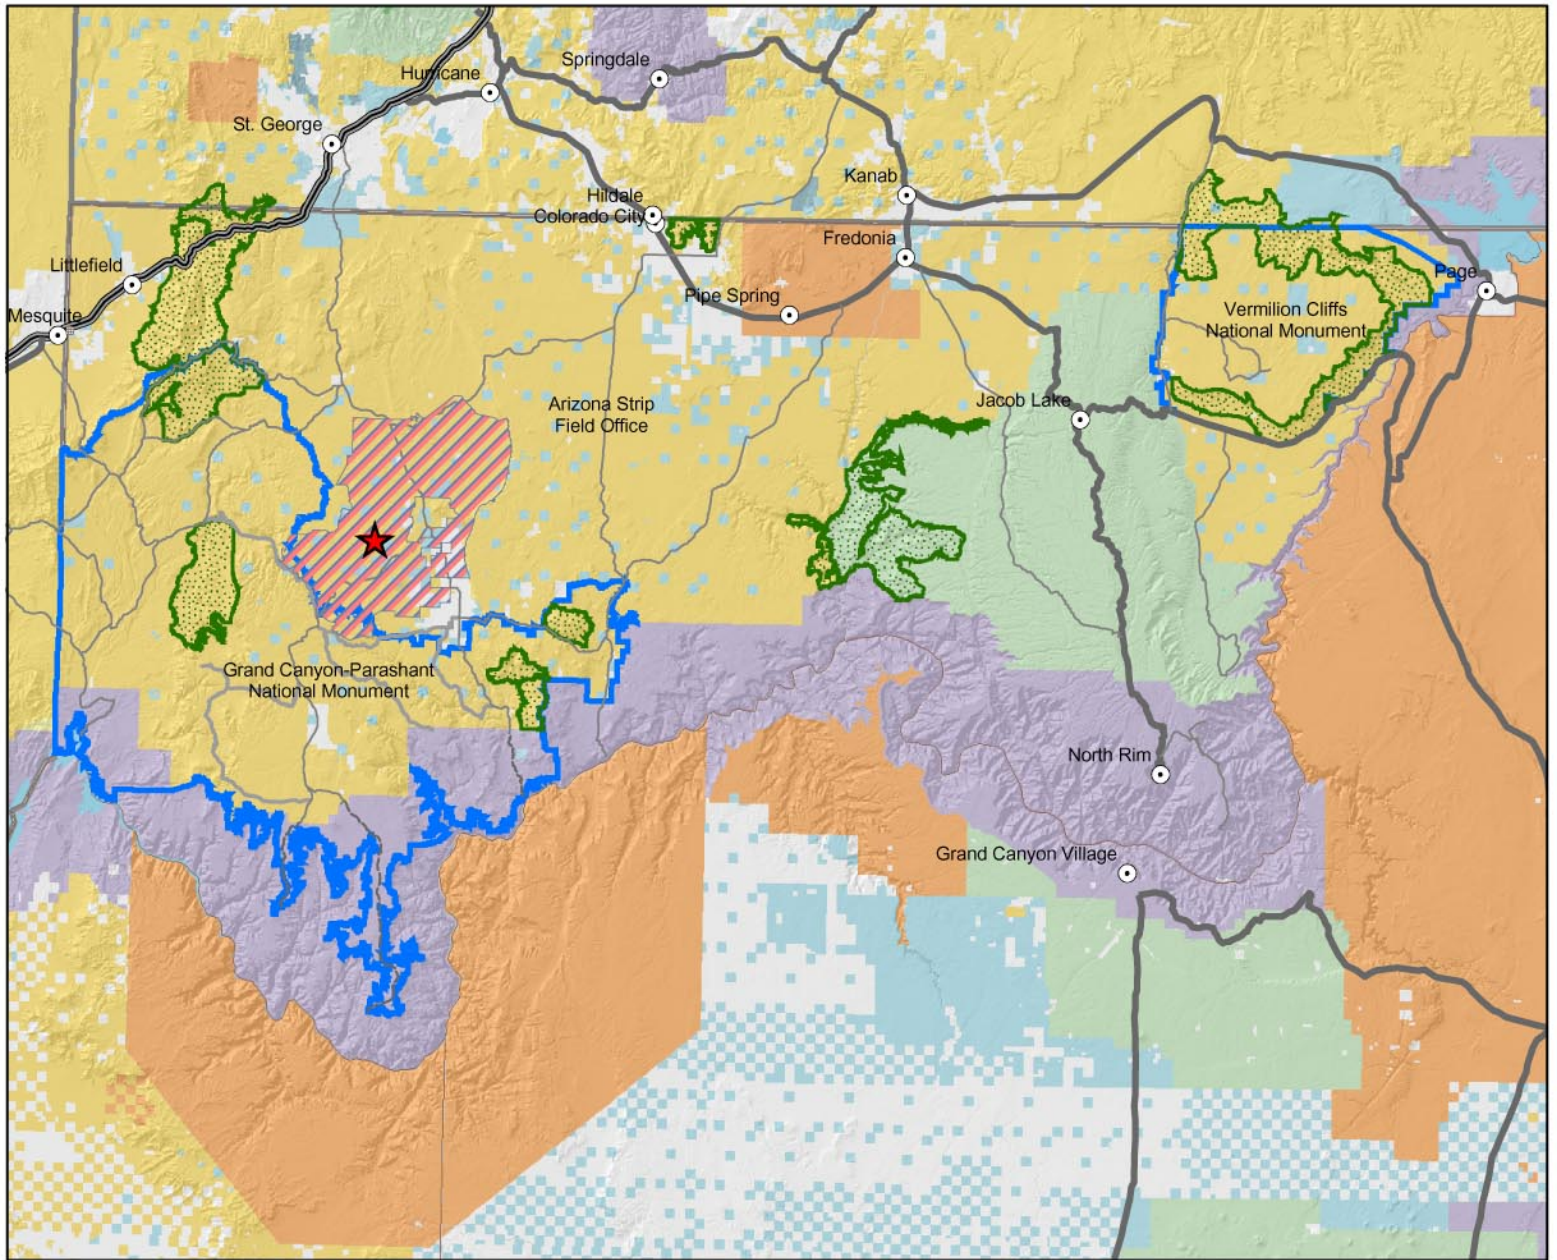 Springdale
Hurricane
St. George
Kanab
Hildale
Colorado City
Fredonia
Littlefield
Page
Pipe Spring
Mesquite
Vermilion Cliffs
National Monument
Jacob Lake
Arizona Strip
Field Office
Grand Canyon-Parashant
National Monument
North Rim
Grand Canyon Village